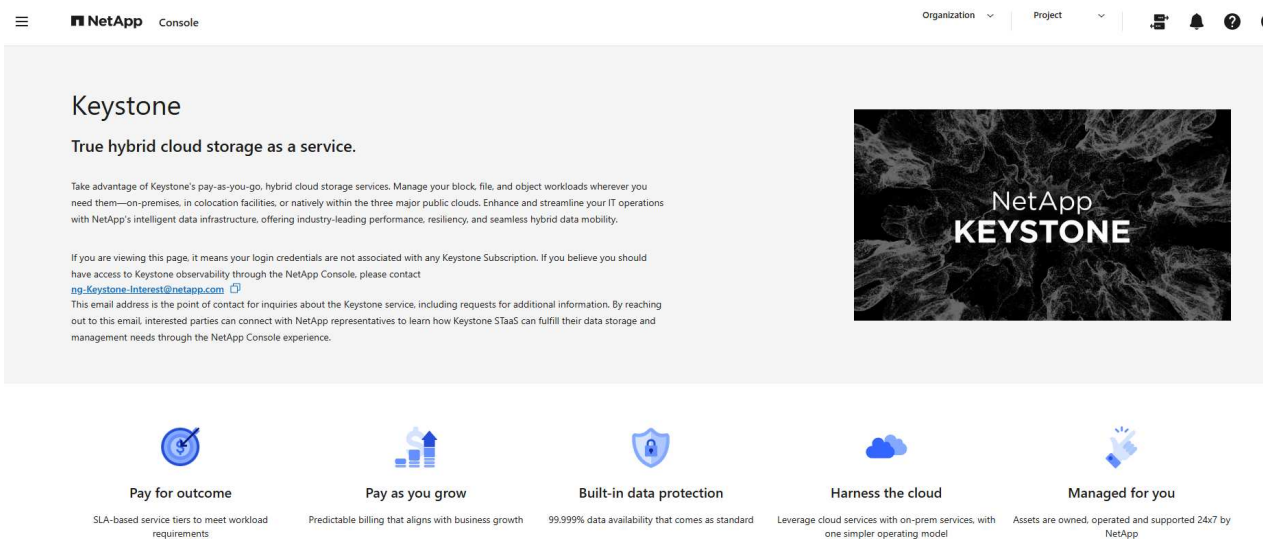 NetApp Console
Organization
Project
Keystone
True hybrid cloud storage as a service.
Take advantage of Keystone's pay-as-you-go, hybrid cloud storage services. Manage your block, file, and object workloads wherever you
need them—on-premises, in colocation facilities, or natively within the three major public clouds. Enhance and streamline your IT operations
with NetApp's intelligent data infrastructure, offering industry-leading performance, resiliency, and seamless hybrid data mobility.
If you are viewing this page, it means your login credentials are not associated with any Keystone Subscription. If you believe you should
have access to Keystone observability through the NetApp Console, please contact
ng-Keystone-Interest@netapp.com
This email address is the point of contact for inquiries about the Keystone service, including requests for additional information. By reaching
out to this email, interested parties can connect with NetApp representatives to learn how Keystone STaaS can fulfill their data storage and
management needs through the NetApp Console experience.
NetApp
KEYSTONE
Pay for outcome
SLA-based service tiers to meet workload
requirements
Pay as you grow
Predictable billing that aligns with business growth
Built-in data protection
99.999% data availability that comes as standard
Harness the cloud
Leverage cloud services with on-prem services, with
one simpler operating model
Managed for you
Assets are owned, operated and supported 24x7 by
NetApp